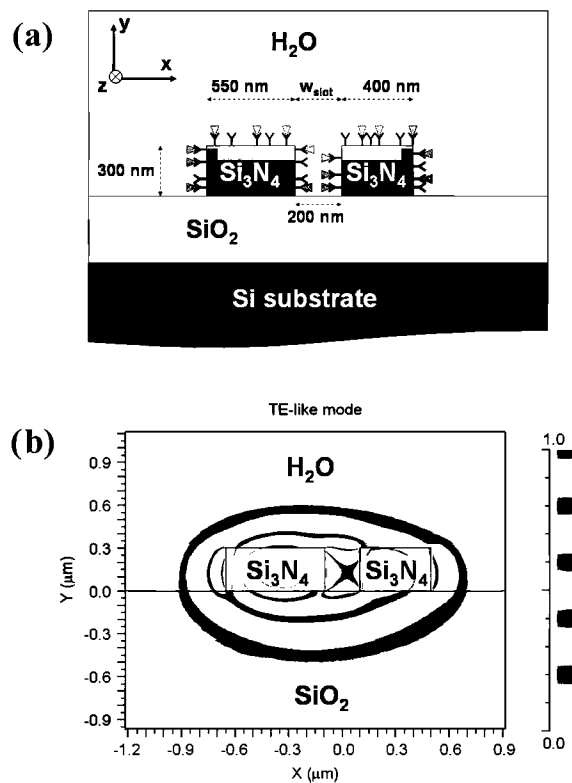 (a)
H₂O
y
x
z
550 nm
w_slot
400 nm
300 nm
Si₃N₄
Si₃N₄
200 nm
SiO₂
Si substrate
TE-like mode
(b)
H₂O
Si₃N₄
Si₃N₄
SiO₂
Y (μm)
0.9
0.6
0.3
0.0
-0.3
-0.6
-0.9
-1.2
-0.9
-0.6
-0.3
0.0
0.3
0.6
0.9
X (μm)
1.0
0.0